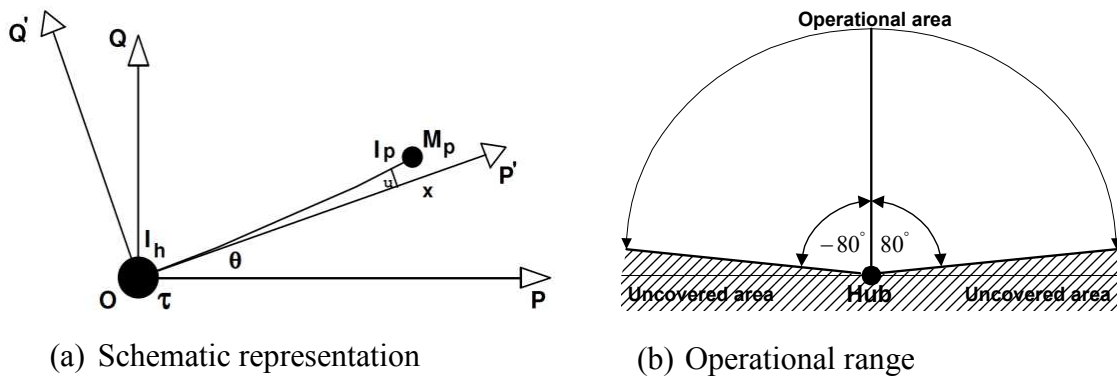 Q'
Q
I_p M_p
u
x
P'
I_h
θ
O τ
P
(a) Schematic representation
Operational area
−80° 80°
Uncovered area
Hub
Uncovered area
(b) Operational range